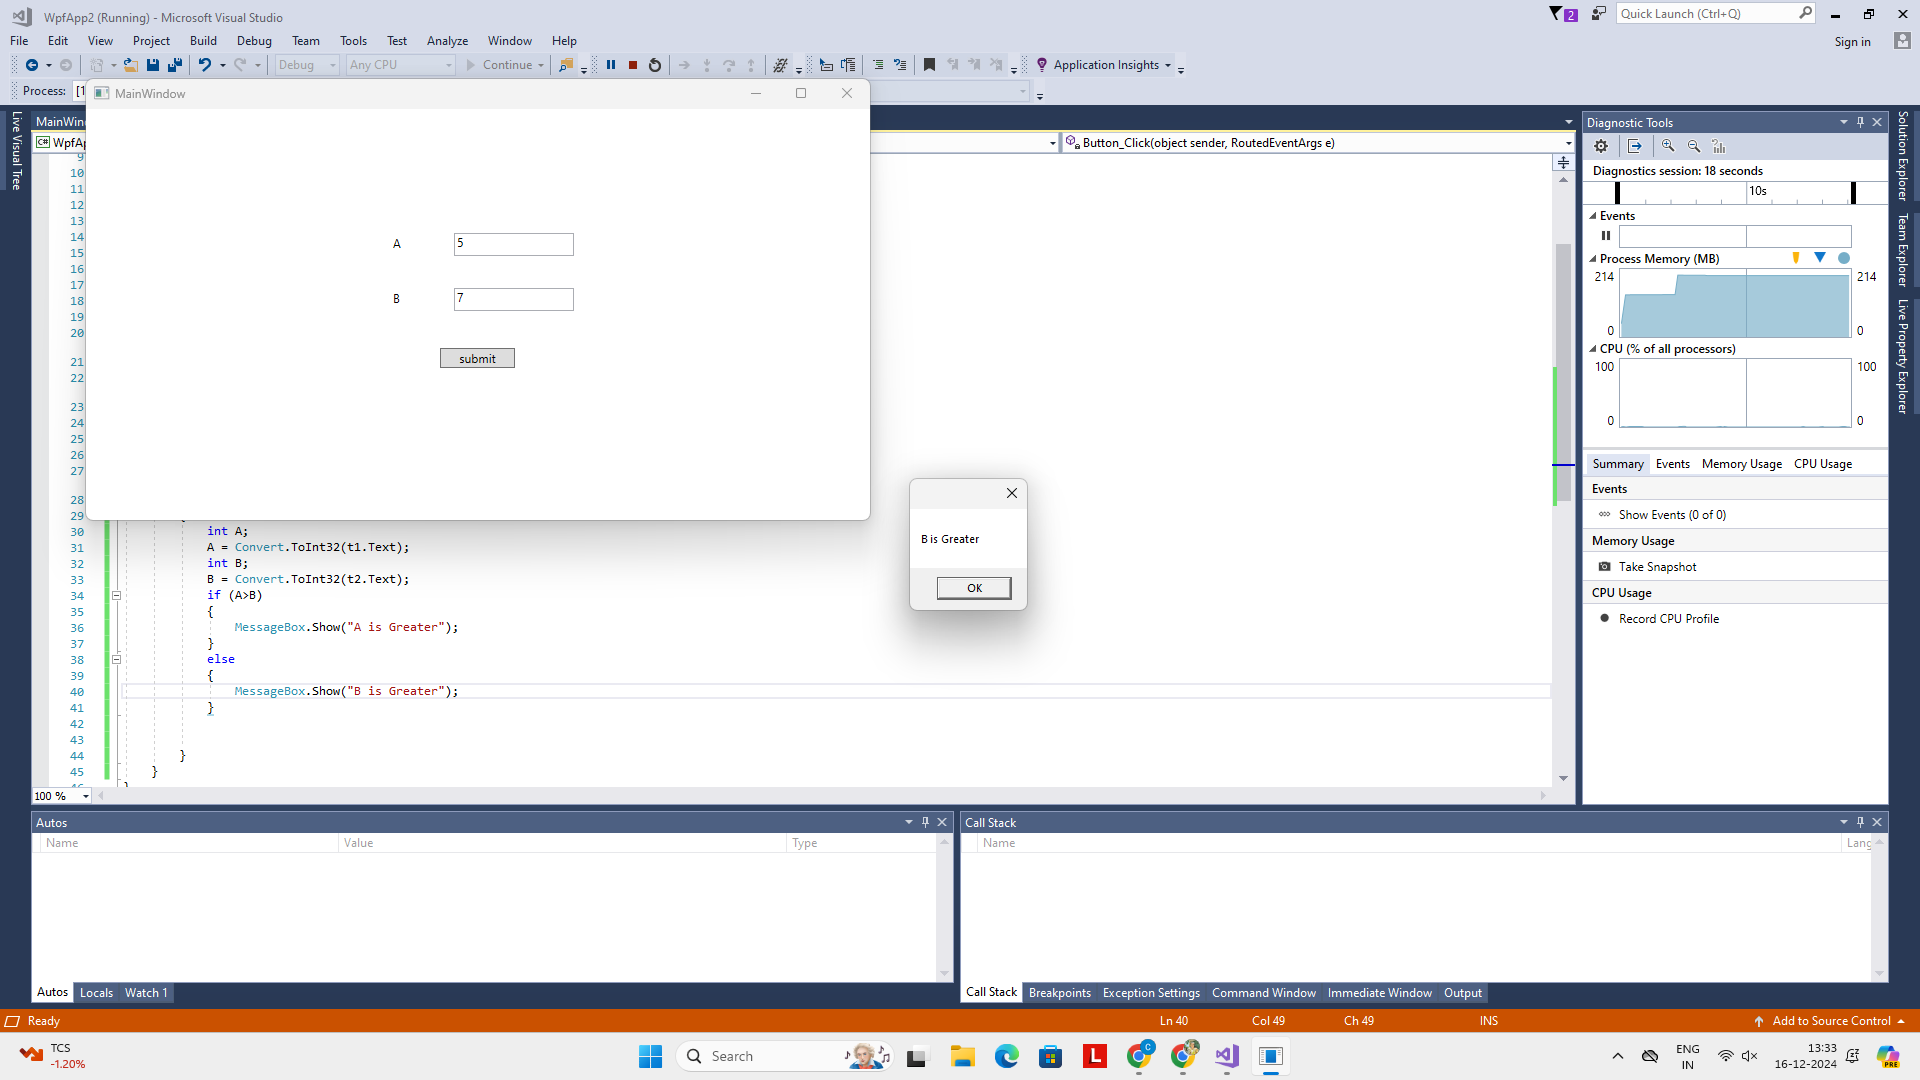 WpfApp2 (Running) - Microsoft Visual Studio
2
Quick Launch (Ctrl+Q)
File Edit View Project Build Debug Team Tools Test Analyze Window Help
Sign in
Debug Any CPU Continue Application Insights
Process: [1
MainWindow
MainWin
WpfAp
Button_Click(object sender, RoutedEventArgs e)
Live Visual Tree
A 5
B 7
submit
9
10
11
12
13
14
15
16
17
18
19
20
21
22
23
24
25
26
27
28
29
30 int A;
31 A = Convert.ToInt32(t1.Text);
32 int B;
33 B = Convert.ToInt32(t2.Text);
34 if (A>B)
35 {
36 MessageBox.Show("A is Greater");
37 }
38 else
39 {
40 MessageBox.Show("B is Greater");
41 }
42
43
44 }
45 }
46 }
100 %
B is Greater
OK
Diagnostic Tools
Diagnostics session: 18 seconds
10s
Events
Process Memory (MB)
214 214
0 0
CPU (% of all processors)
100 100
0 0
Summary Events Memory Usage CPU Usage
Events
Show Events (0 of 0)
Memory Usage
Take Snapshot
CPU Usage
Record CPU Profile
Solution Explorer
Team Explorer
Live Property Explorer
Autos
Name Value Type
Autos Locals Watch 1
Call Stack
Name Lang
Call Stack Breakpoints Exception Settings Command Window Immediate Window Output
Ready Ln 40 Col 49 Ch 49 INS Add to Source Control
TCS
-1.20%
Search
L
C
ENG
IN
13:33
16-12-2024
PRE